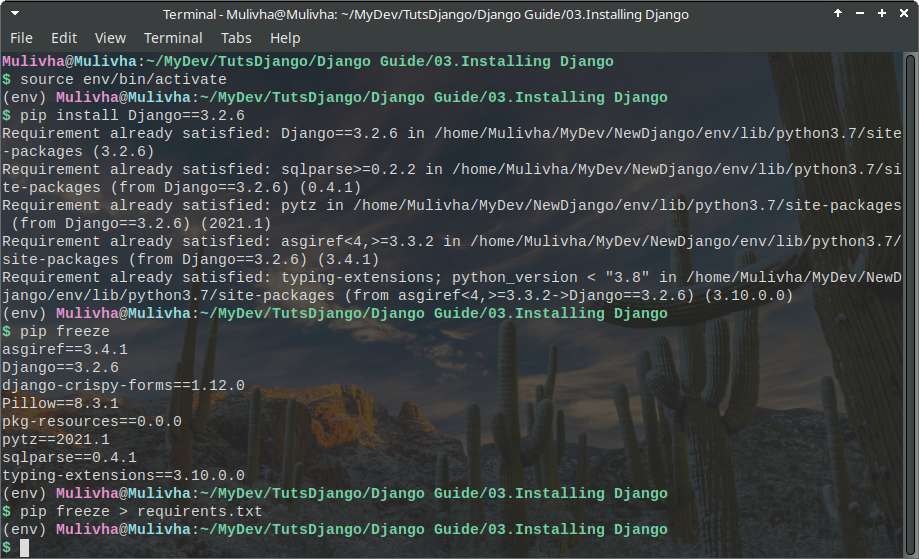 Terminal - Mulivha@Mulivha: ~/MyDev/TutsDjango/Django Guide/03.Installing Django
File Edit View Terminal Tabs Help
Mulivha@Mulivha:~/MyDev/TutsDjango/Django Guide/03.Installing Django
$ source env/bin/activate
(env) Mulivha@Mulivha:~/MyDev/TutsDjango/Django Guide/03.Installing Django
$ pip install Django==3.2.6
Requirement already satisfied: Django==3.2.6 in /home/Mulivha/MyDev/NewDjango/env/lib/python3.7/site
-packages (3.2.6)
Requirement already satisfied: sqlparse>=0.2.2 in /home/Mulivha/MyDev/NewDjango/env/lib/python3.7/si
te-packages (from Django==3.2.6) (0.4.1)
Requirement already satisfied: pytz in /home/Mulivha/MyDev/NewDjango/env/lib/python3.7/site-packages
 (from Django==3.2.6) (2021.1)
Requirement already satisfied: asgiref<4,>=3.3.2 in /home/Mulivha/MyDev/NewDjango/env/lib/python3.7/
site-packages (from Django==3.2.6) (3.4.1)
Requirement already satisfied: typing-extensions; python_version < "3.8" in /home/Mulivha/MyDev/NewD
jango/env/lib/python3.7/site-packages (from asgiref<4,>=3.3.2->Django==3.2.6) (3.10.0.0)
(env) Mulivha@Mulivha:~/MyDev/TutsDjango/Django Guide/03.Installing Django
$ pip freeze
asgiref==3.4.1
Django==3.2.6
django-crispy-forms==1.12.0
Pillow==8.3.1
pkg-resources==0.0.0
pytz==2021.1
sqlparse==0.4.1
typing-extensions==3.10.0.0
(env) Mulivha@Mulivha:~/MyDev/TutsDjango/Django Guide/03.Installing Django
$ pip freeze > requirents.txt
(env) Mulivha@Mulivha:~/MyDev/TutsDjango/Django Guide/03.Installing Django
$